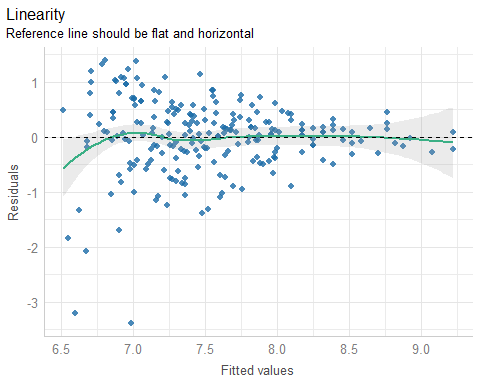 Linearity
Reference line should be flat and horizontal
1
0
-1
-2
-3
Residuals
6.5 7.0 7.5 8.0 8.5 9.0
Fitted values